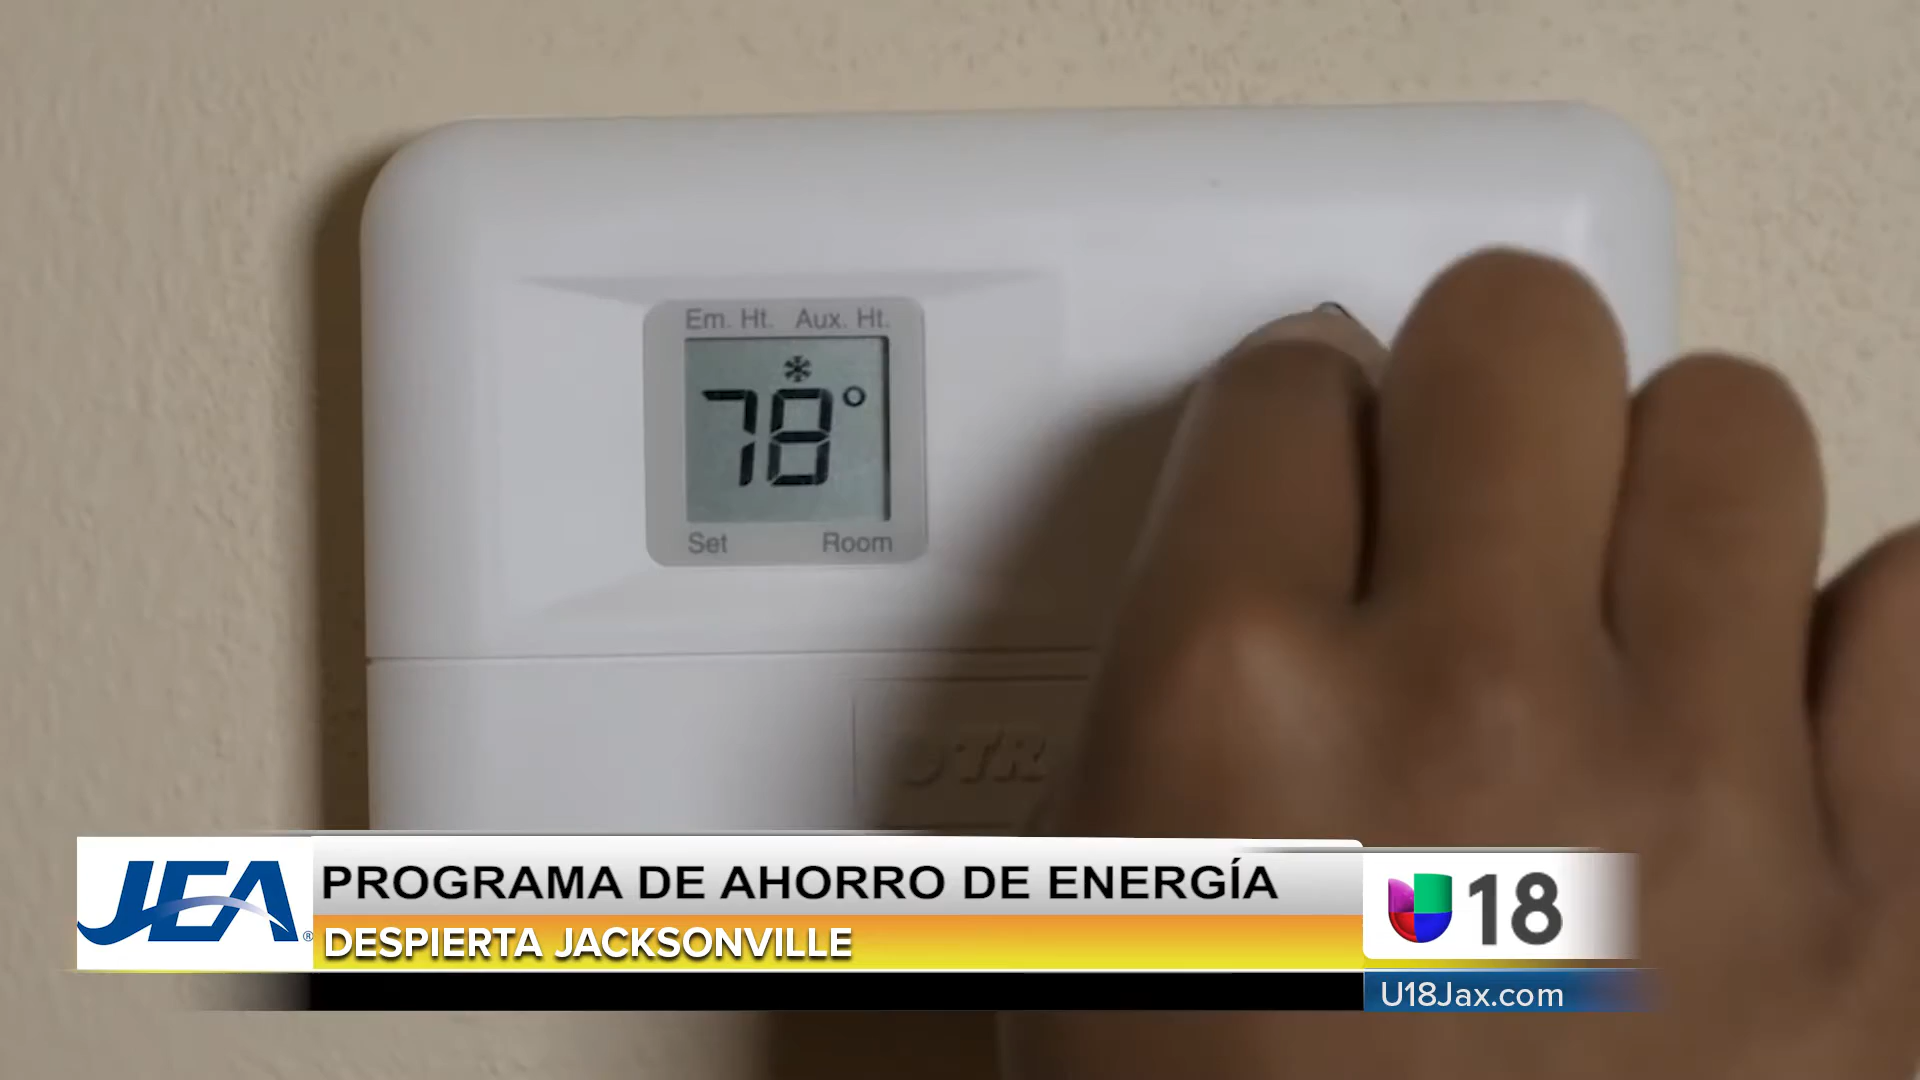 Em. Ht. Aux. Ht.
78°
Set Room
JEA®
PROGRAMA DE AHORRO DE ENERGÍA
DESPIERTA JACKSONVILLE
18
U18Jax.com